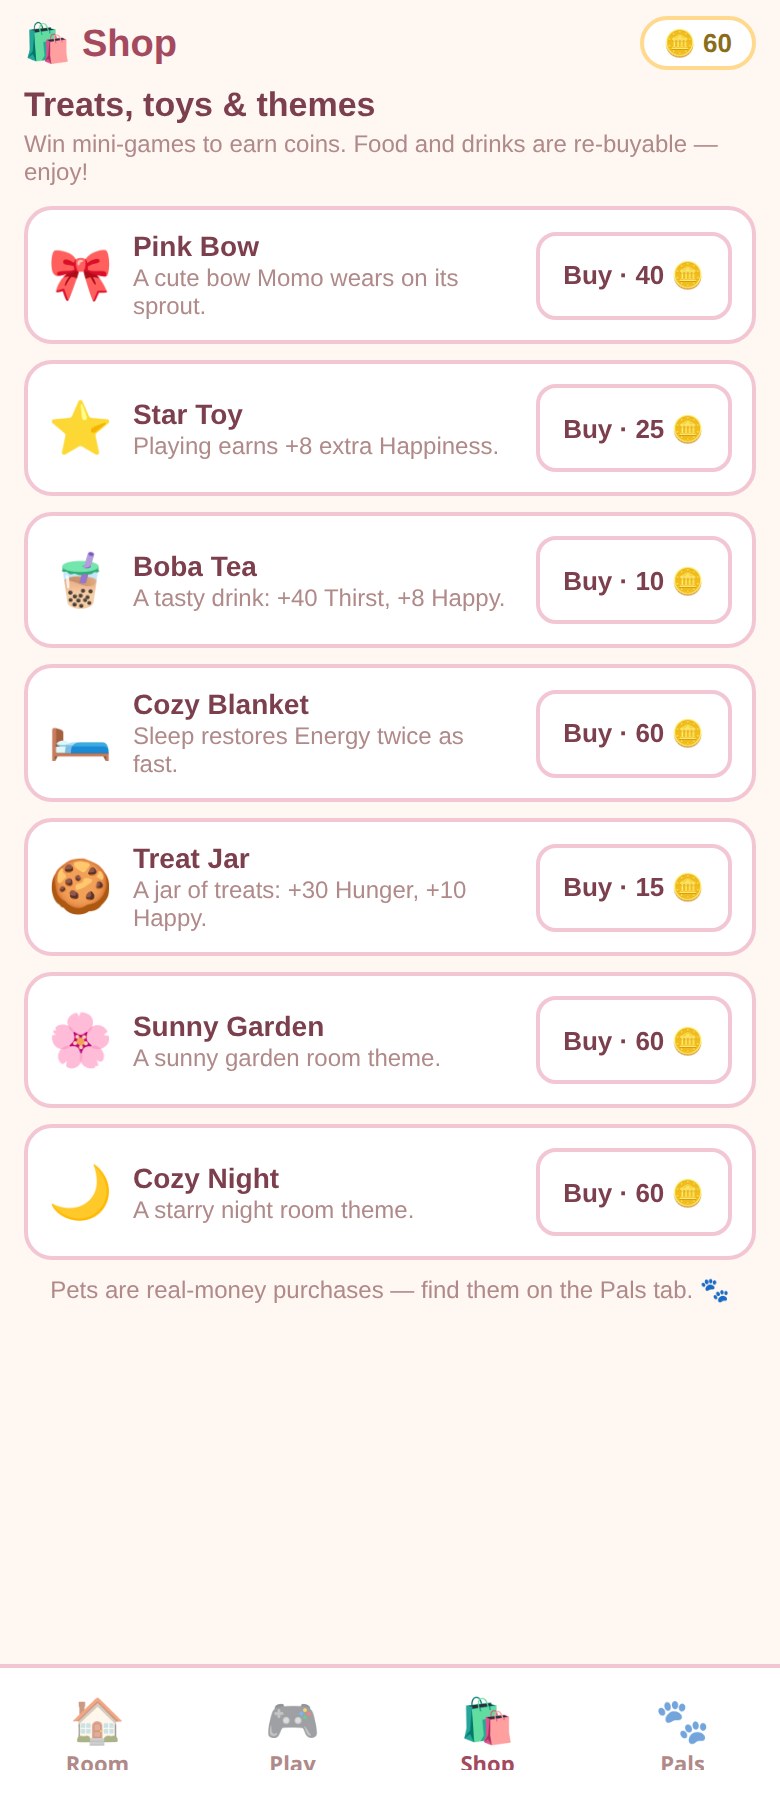 Shop
60
Treats, toys & themes
Win mini-games to earn coins. Food and drinks are re-buyable —
enjoy!
Pink Bow
A cute bow Momo wears on its
sprout.
Buy · 40
Star Toy
Playing earns +8 extra Happiness.
Buy · 25
Boba Tea
A tasty drink: +40 Thirst, +8 Happy.
Buy · 10
Cozy Blanket
Sleep restores Energy twice as
fast.
Buy · 60
Treat Jar
A jar of treats: +30 Hunger, +10
Happy.
Buy · 15
Sunny Garden
A sunny garden room theme.
Buy · 60
Cozy Night
A starry night room theme.
Buy · 60
Pets are real-money purchases — find them on the Pals tab.
Room
Play
Shop
Pals